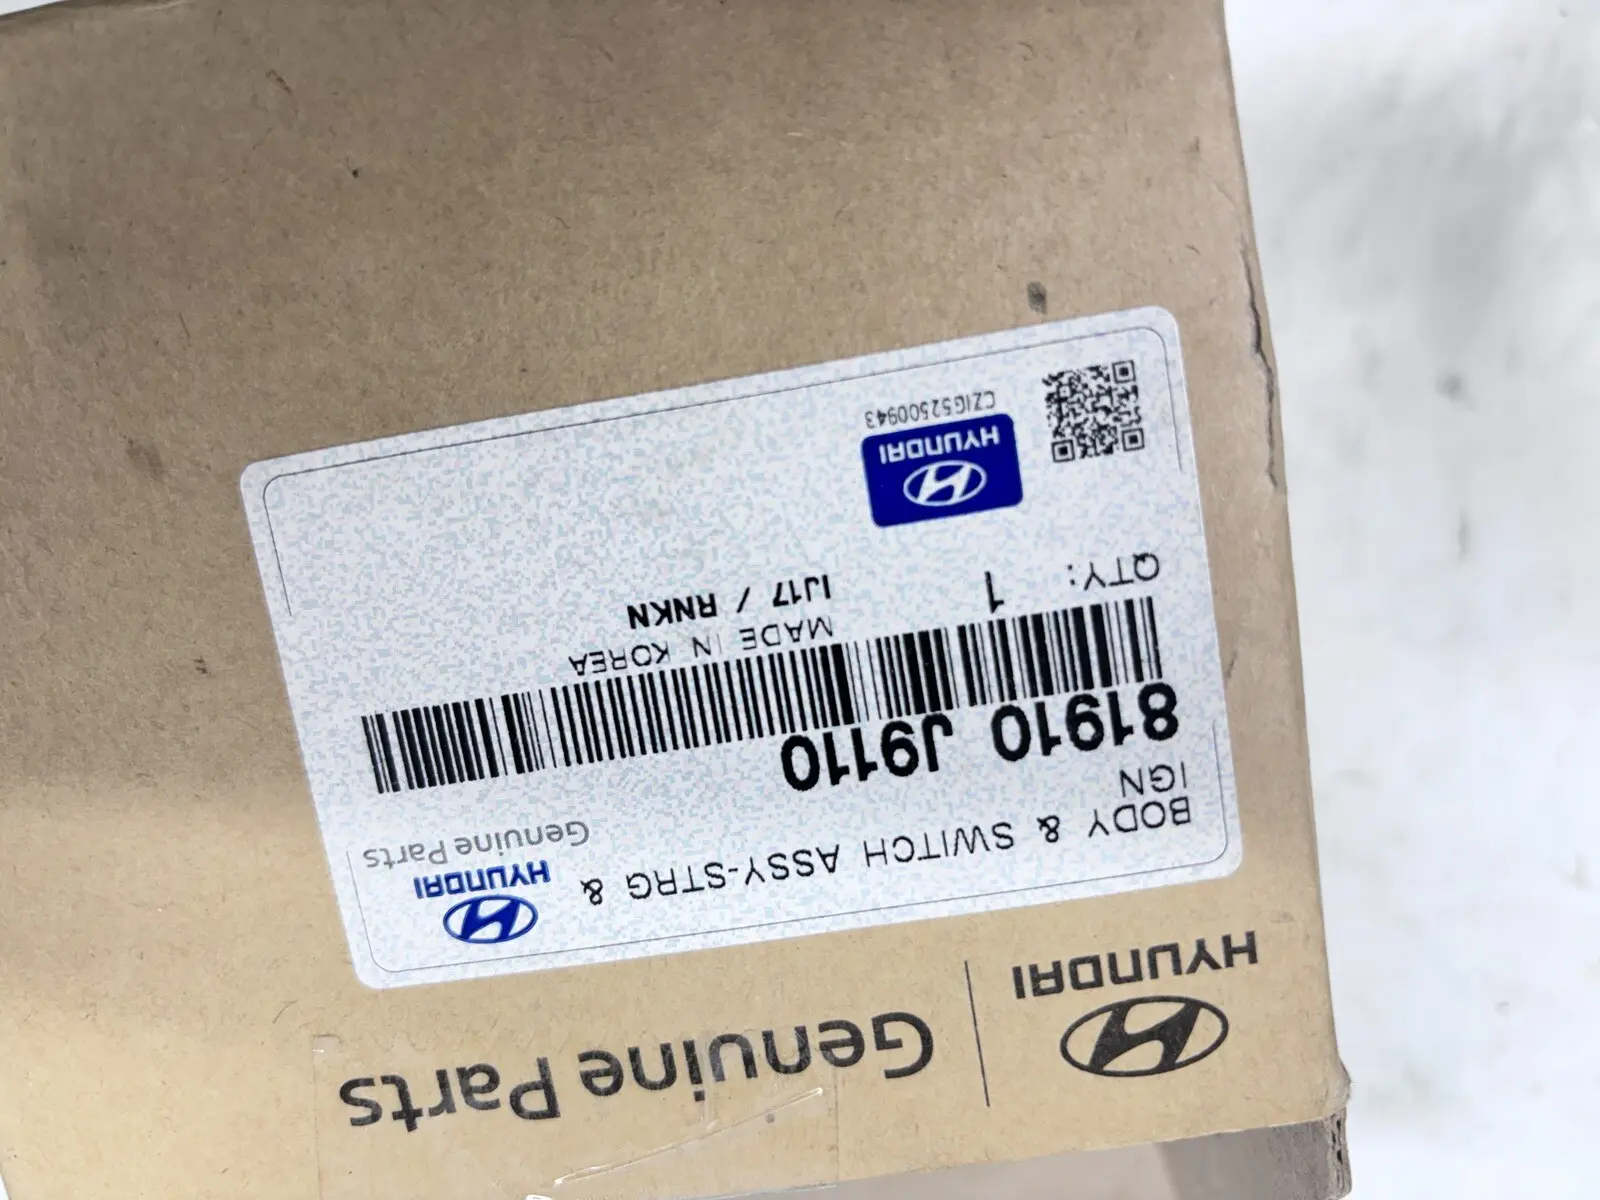 HYUNDAI
Genuine Parts
HYUNDAI
Genuine Parts
BODY & SWITCH ASSY-STRG &
IGN
81910 J9110
MADE IN KOREA
QTY: 1
IJ17 / RNKN
HYUNDAI
CZIG52500943